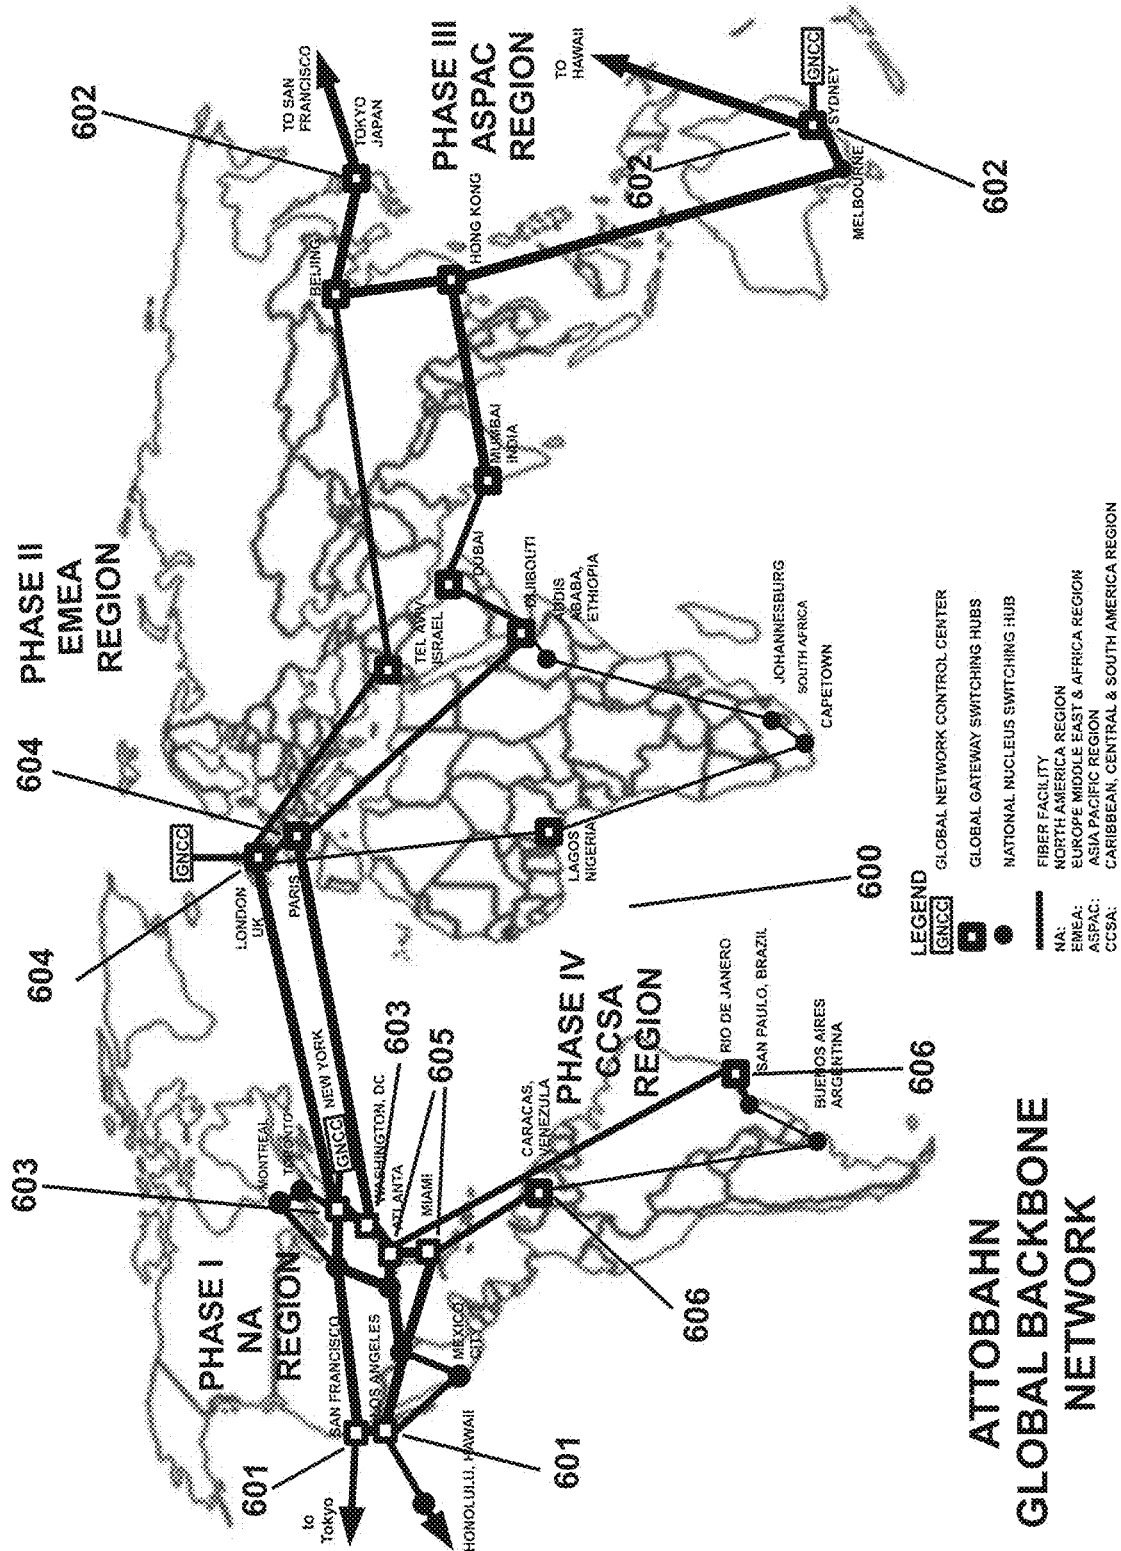 PHASE I
NA
REGION
PHASE II
EMEA
REGION
PHASE III
ASPAC
REGION
PHASE IV
CCSA
REGION
601
601
602
602
602
603
603
604
604
605
606
606
600
to
Tokyo
SAN FRANCISCO
LOS ANGELES
HONOLULU, HAWAII
MEXICO
CITY
MONTREAL
TORONTO
GNCC
NEW YORK
WASHINGTON, DC
ATLANTA
MIAMI
CARACAS,
VENEZULA
RIO DE JANERO
SAN PAULO, BRAZIL
BUENOS AIRES
ARGENTINA
GNCC
LONDON
UK
PARIS
LAGOS
NIGERIA
TEL AVIV
ISRAEL
DUBAI
DJIBOUTI
ADDIS
ABABA,
ETHIOPIA
JOHANNESBURG
SOUTH AFRICA
CAPETOWN
MUMBAI
INDIA
BEIJING
HONG KONG
TO SAN
FRANCISCO
TOKYO
JAPAN
TO
HAWAII
GNCC
SYDNEY
MELBOURNE
LEGEND
GNCC GLOBAL NETWORK CONTROL CENTER
GLOBAL GATEWAY SWITCHING HUBS
NATIONAL NUCLEUS SWITCHING HUB
FIBER FACILITY
NA: NORTH AMERICA REGION
EMEA: EUROPE MIDDLE EAST & AFRICA REGION
ASPAC: ASIA PACIFIC REGION
CCSA: CARIBBEAN, CENTRAL & SOUTH AMERICA REGION
ATTOBAHN
GLOBAL BACKBONE
NETWORK